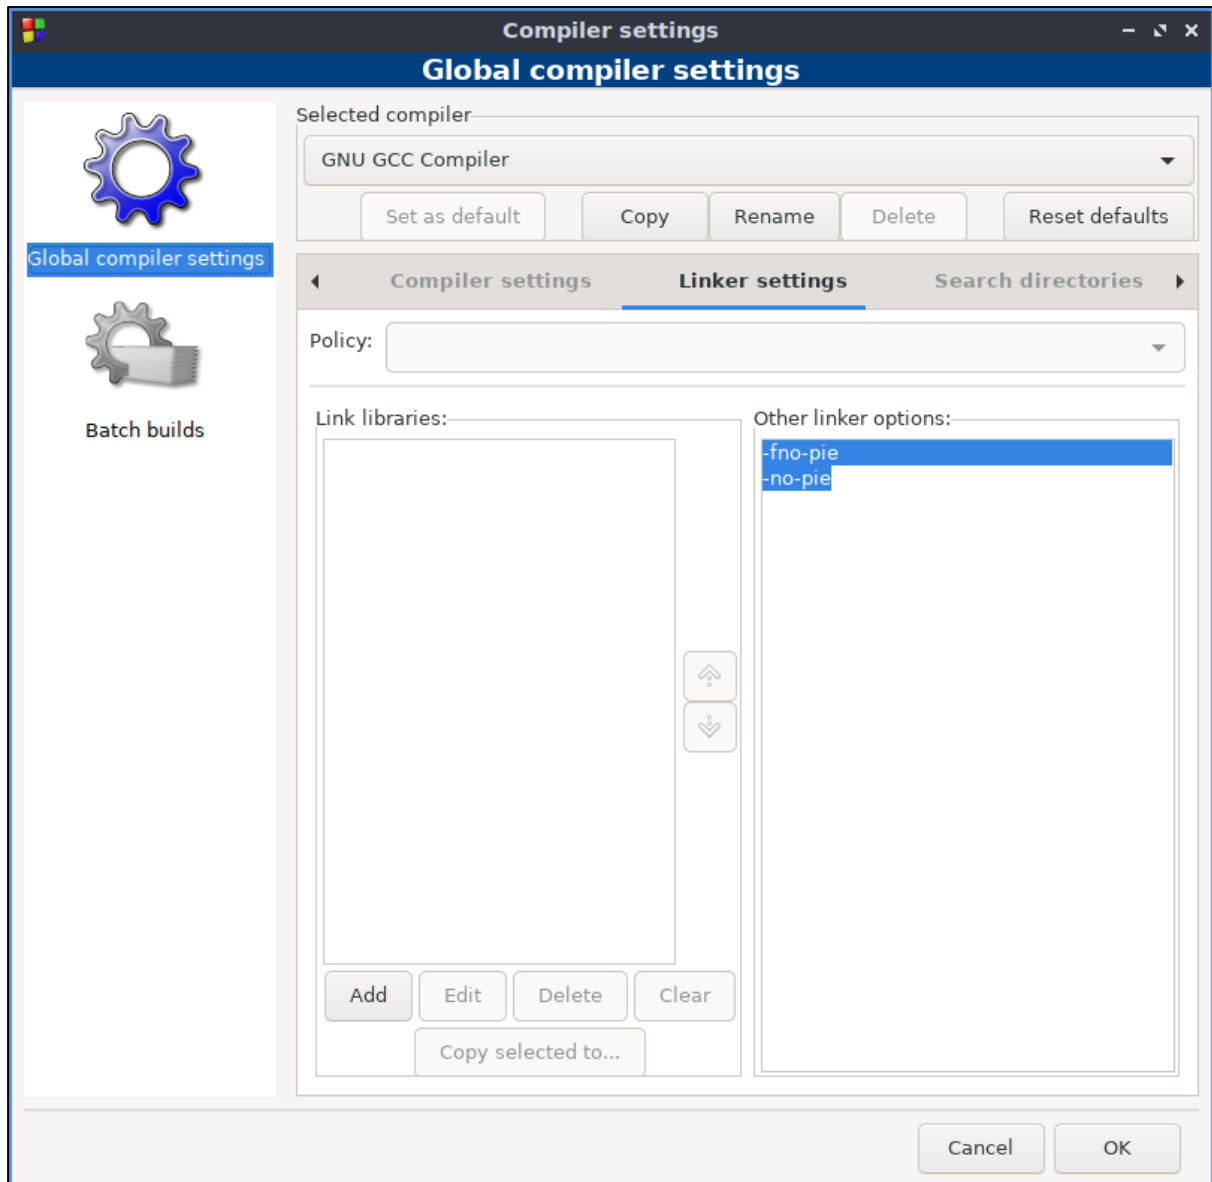 Compiler settings
Global compiler settings
Global compiler settings
Batch builds
Selected compiler
GNU GCC Compiler
Set as default Copy Rename Delete Reset defaults
Compiler settings Linker settings Search directories
Policy:
Link libraries:
Add Edit Delete Clear
Copy selected to...
Other linker options:
-fno-pie
-no-pie
Cancel OK